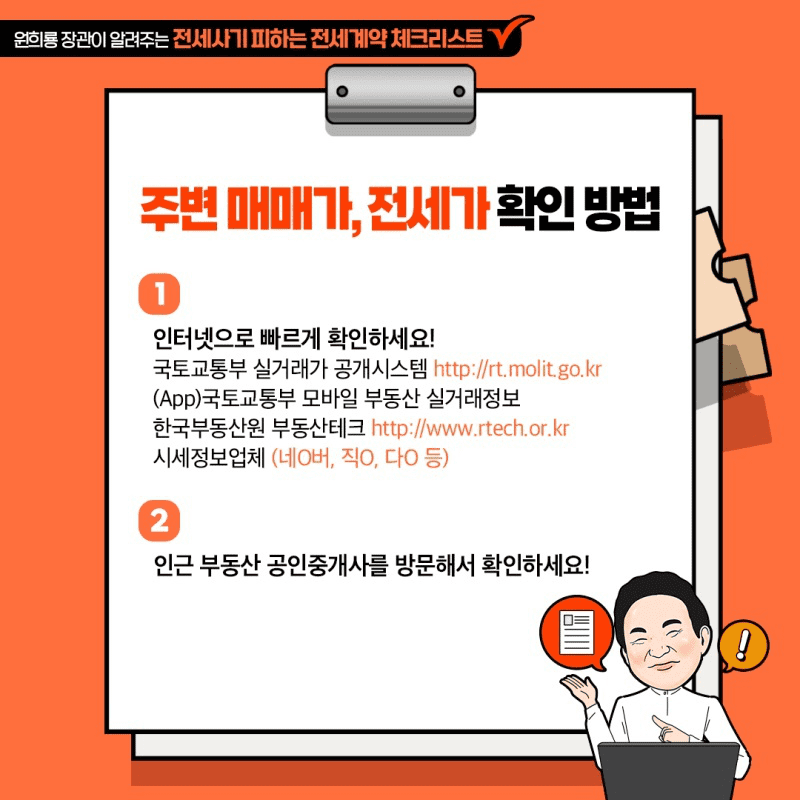 원희룡 장관이 알려주는 전세사기 피하는 전세계약 체크리스트
주변 매매가, 전세가 확인 방법
1
인터넷으로 빠르게 확인하세요!
국토교통부 실거래가 공개시스템 http://rt.molit.go.kr
(App)국토교통부 모바일 부동산 실거래정보
한국부동산원 부동산테크 http://www.rtech.or.kr
시세정보업체 (네O버, 직O, 다O 등)
2
인근 부동산 공인중개사를 방문해서 확인하세요!
!